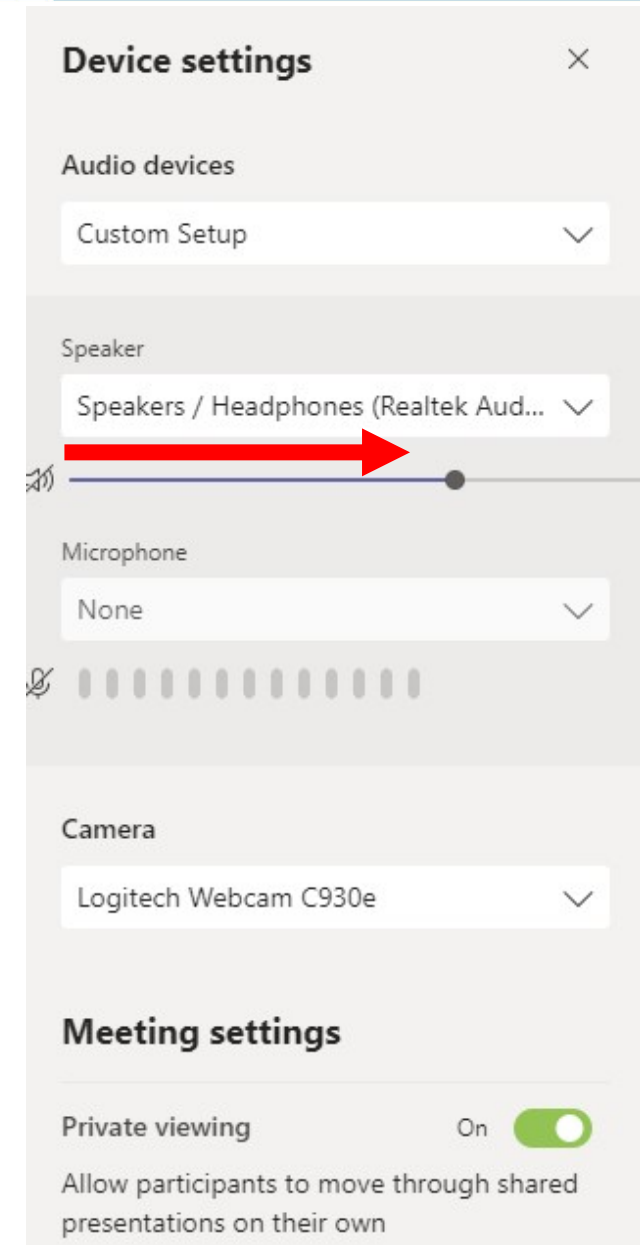 Device settings
Audio devices
Custom Setup
Speaker
Speakers / Headphones (Realtek Aud...
Microphone
None
Camera
Logitech Webcam C930e
Meeting settings
Private viewing On
Allow participants to move through shared
presentations on their own